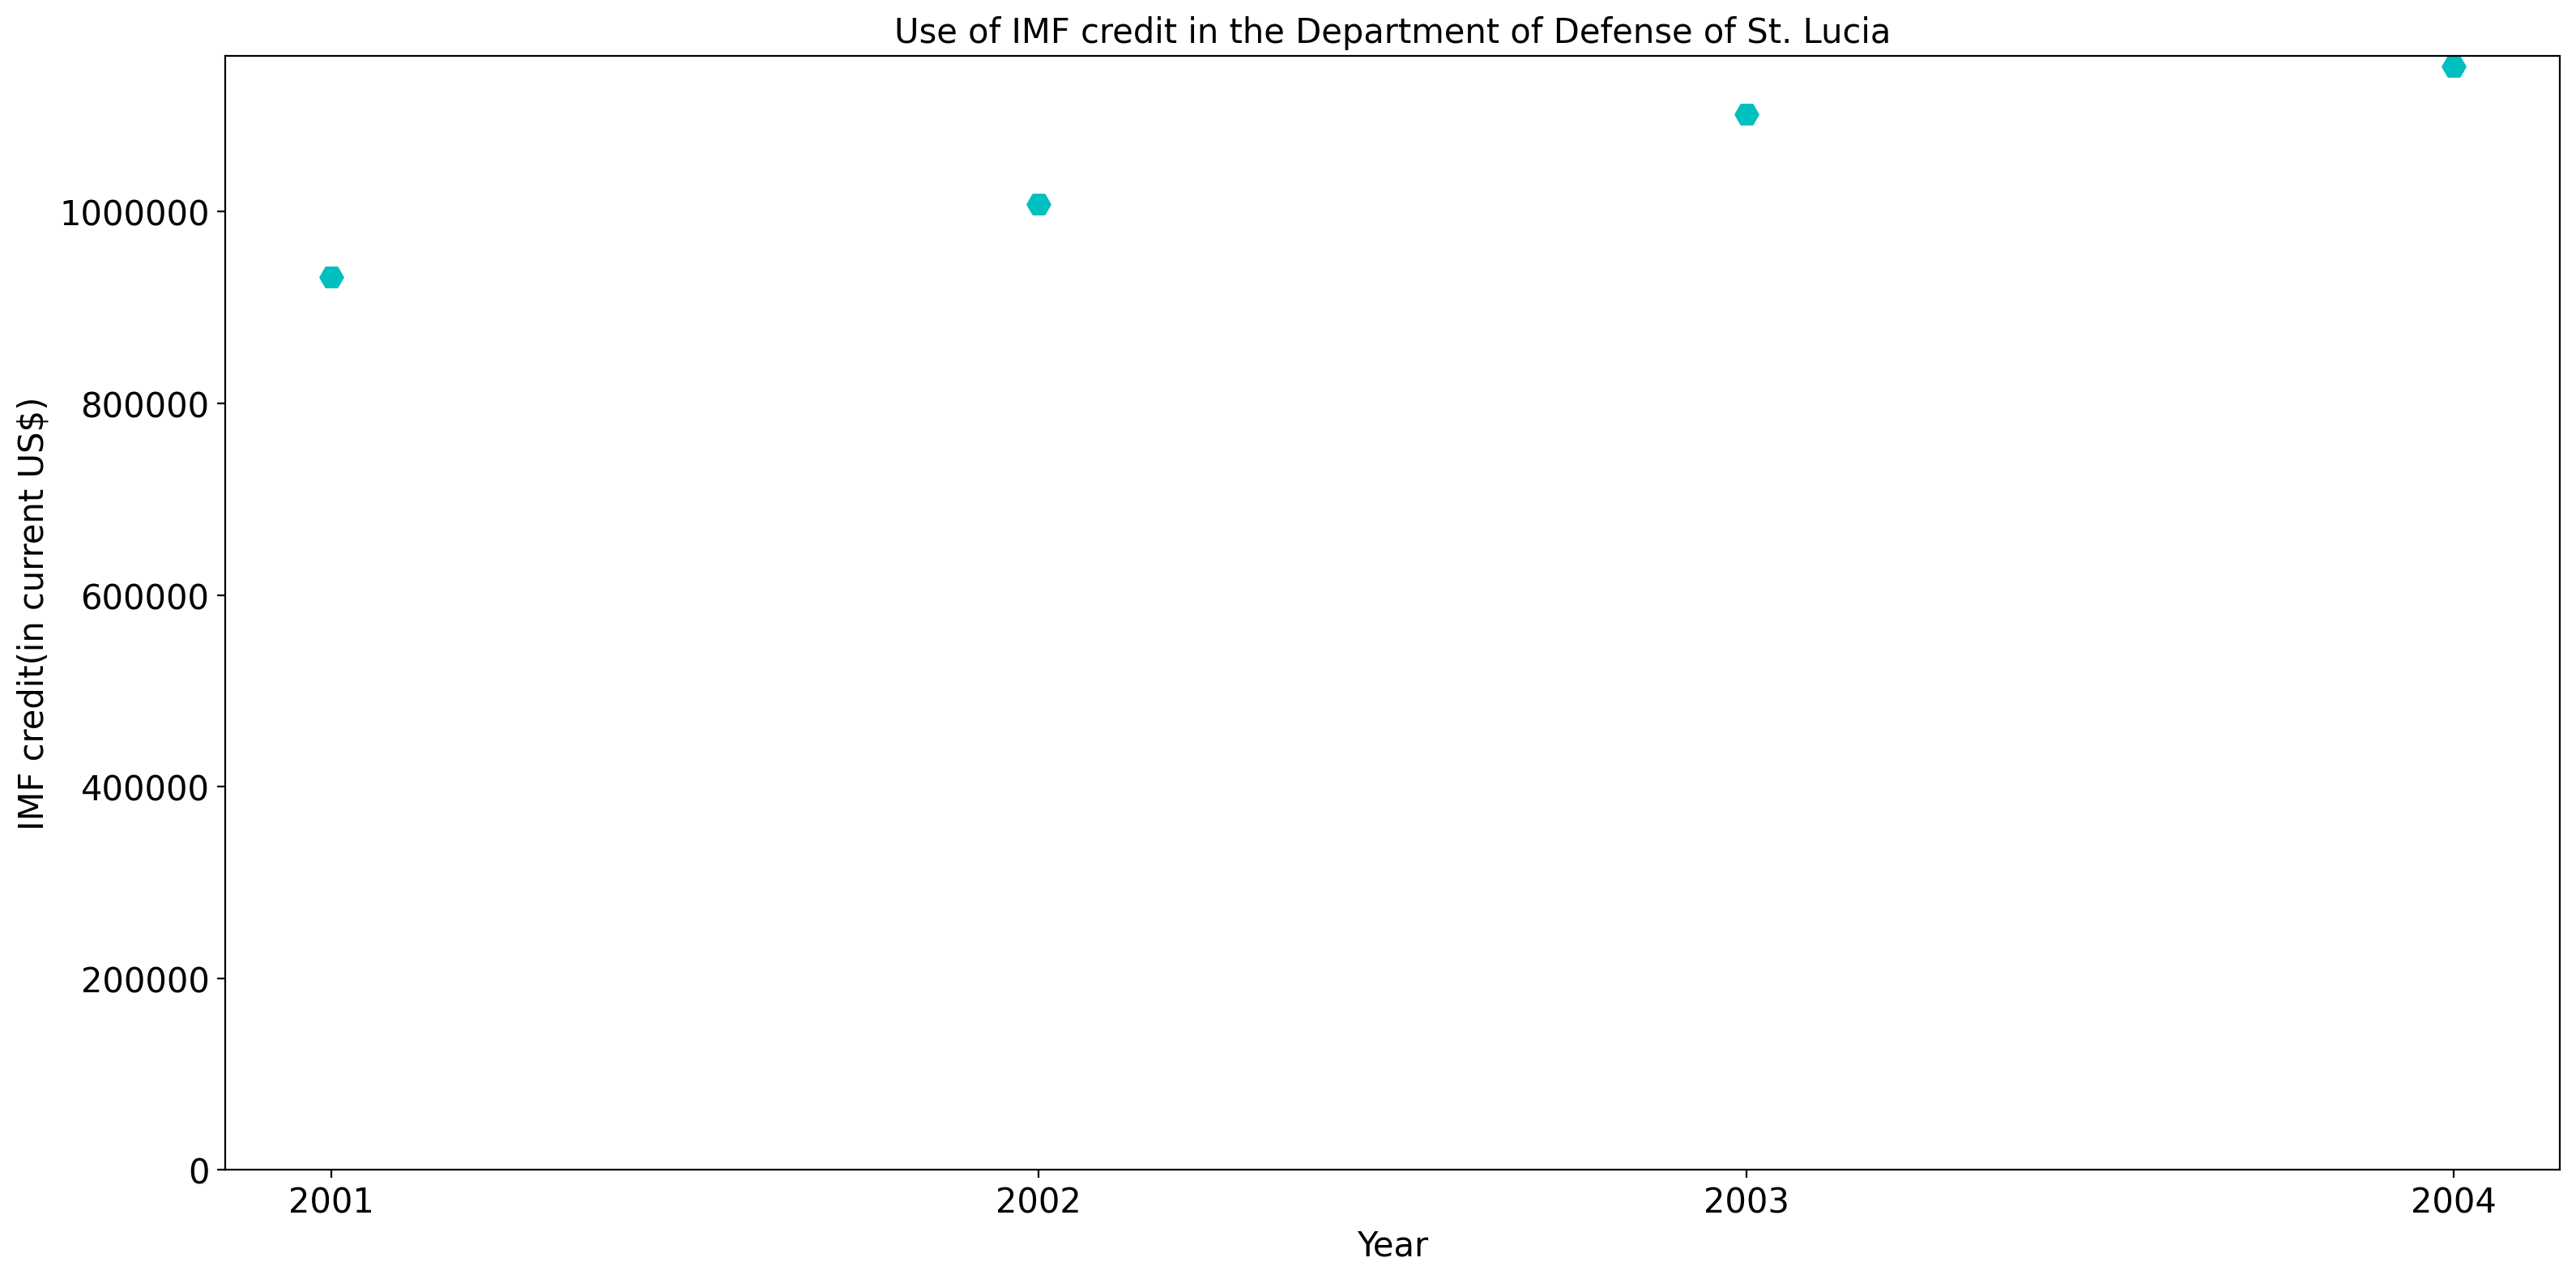 Use of IMF credit in the Department of Defense of St. Lucia
IMF credit(in current US$)
1000000
800000
600000
400000
200000
0
2001 2002 2003 2004
Year